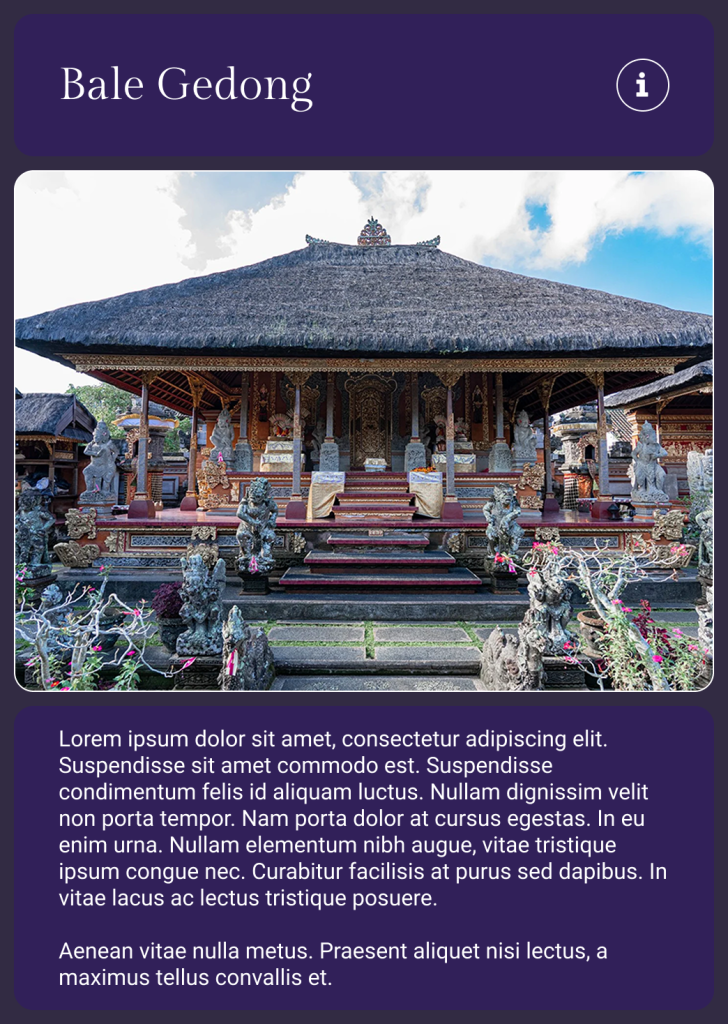 Bale Gedong
Lorem ipsum dolor sit amet, consectetur adipiscing elit.
Suspendisse sit amet commodo est. Suspendisse
condimentum felis id aliquam luctus. Nullam dignissim velit
non porta tempor. Nam porta dolor at cursus egestas. In eu
enim urna. Nullam elementum nibh augue, vitae tristique
ipsum congue nec. Curabitur facilisis at purus sed dapibus. In
vitae lacus ac lectus tristique posuere.
Aenean vitae nulla metus. Praesent aliquet nisi lectus, a
maximus tellus convallis et.